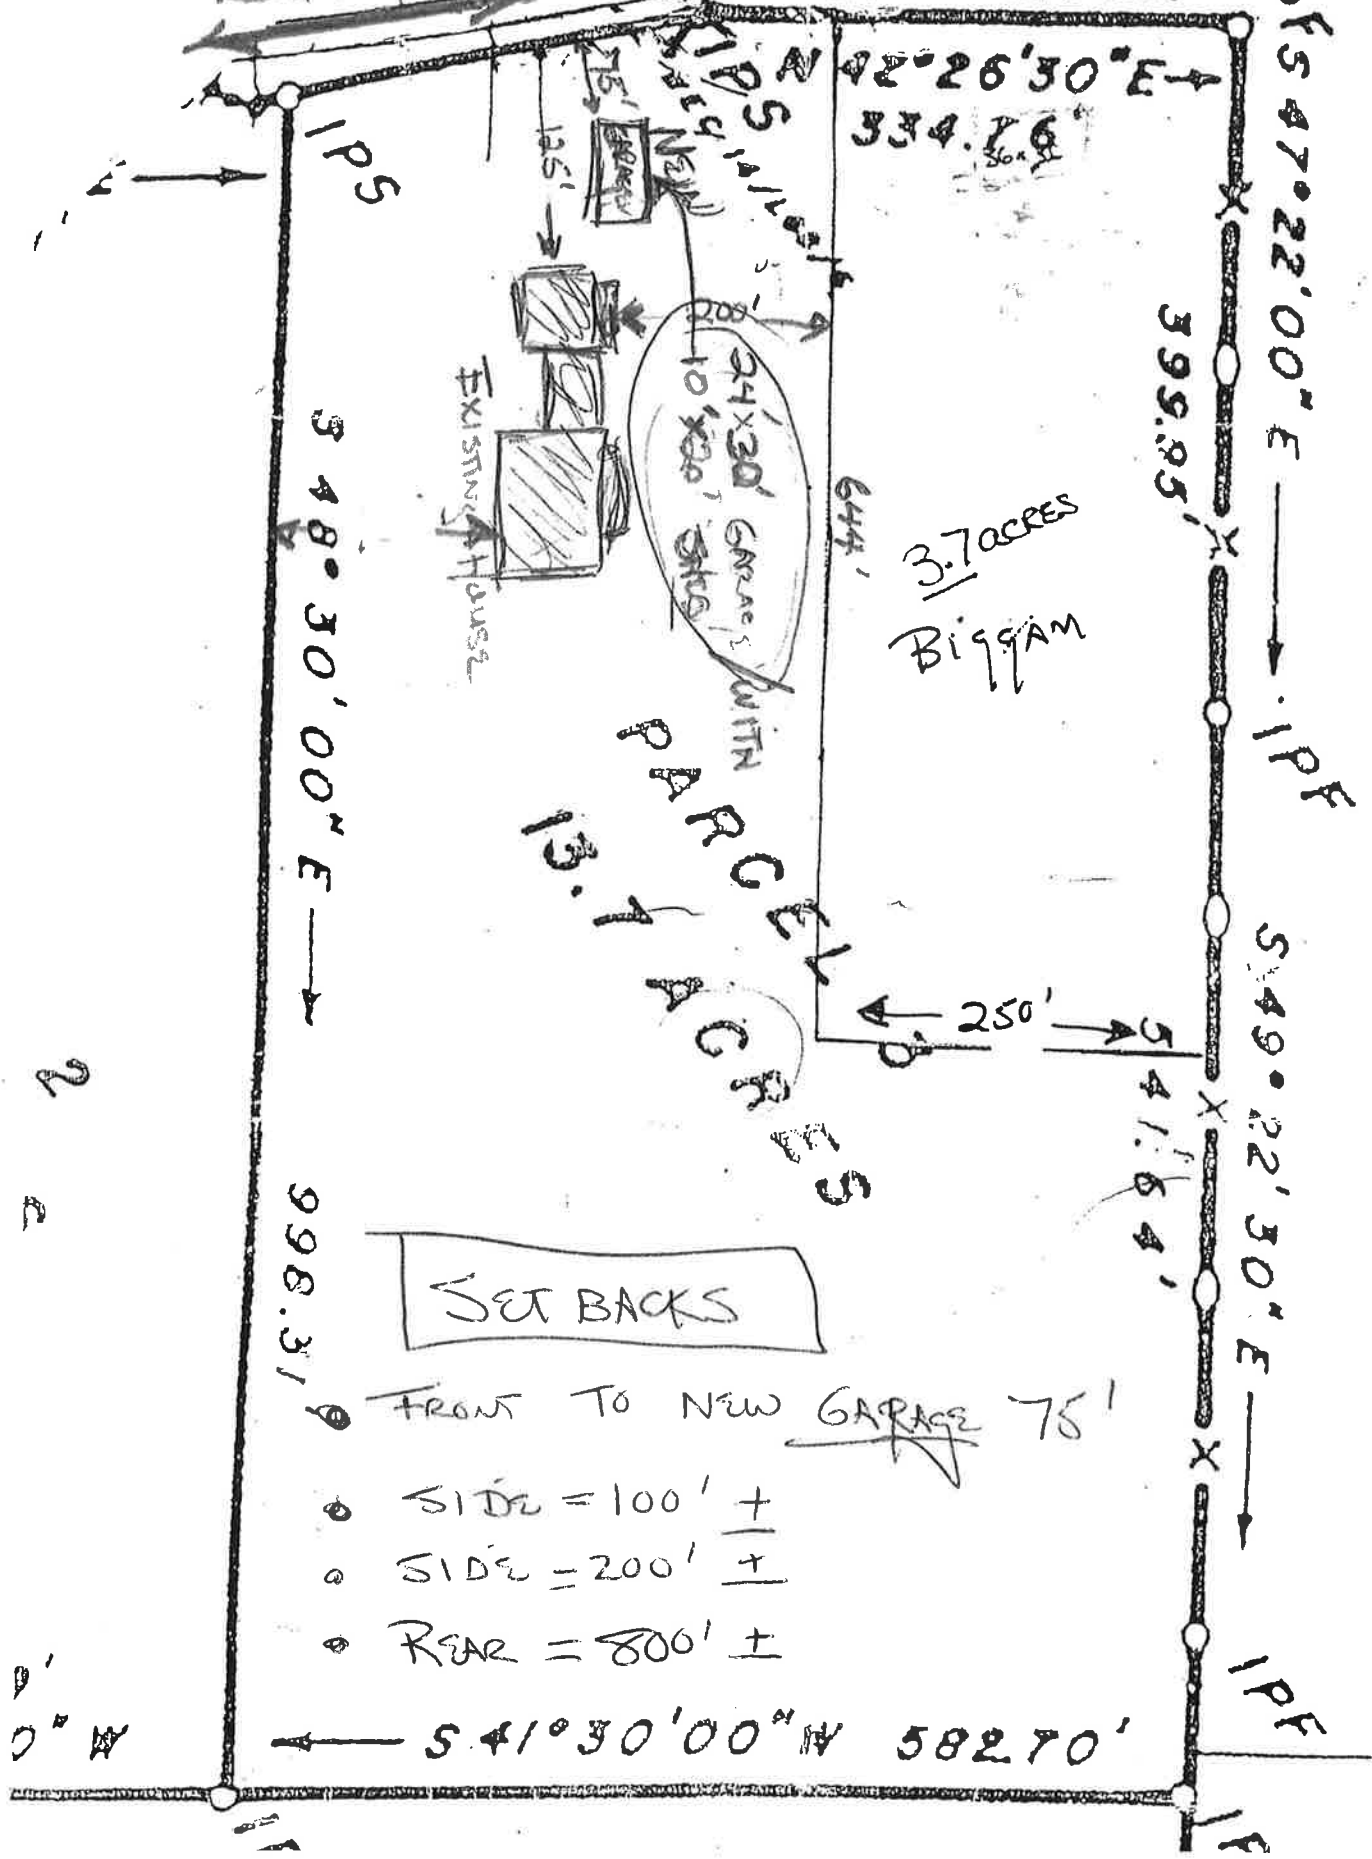 IPS
N 42°26'30" E
334.76'
S 47°22'00" E
399.95'
IPS
75'
NEW
GARAGE
125'
200'
24'x30' GARAGE WITH
10'x20' SHED
EXISTING HOUSE
644'
3.7 ACRES
BiggAM
IPF
S 48°30'00" E
998.31'
PARCEL
13.7 ACRES
250'
S 49°22'30" E
541.64'
SET BACKS
FRONT TO NEW GARAGE 75'
SIDE = 100' ±
SIDE = 200' ±
REAR = 800' ±
IPF
S 41°30'00" W 582.70'